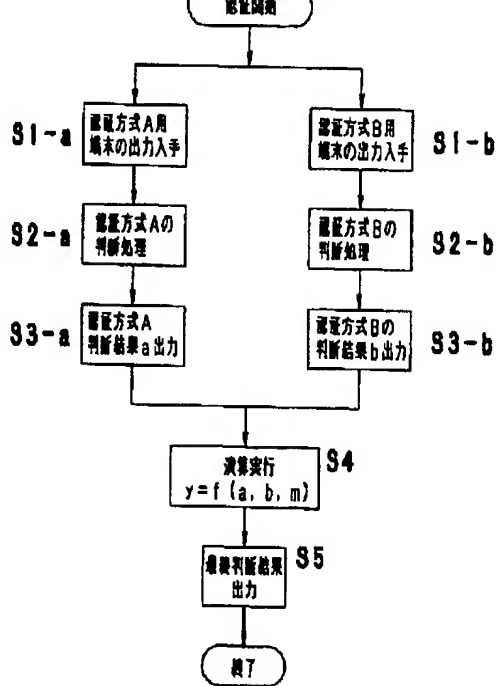 認証開始
S1-a
認証方式A用
端末の出力入手
認証方式B用
端末の出力入手
S1-b
S2-a
認証方式Aの
判断処理
認証方式Bの
判断処理
S2-b
S3-a
認証方式A
判断結果a出力
認証方式Bの
判断結果b出力
S3-b
演算実行
y=f(a, b, m)
S4
最終判断結果
出力
S5
終了